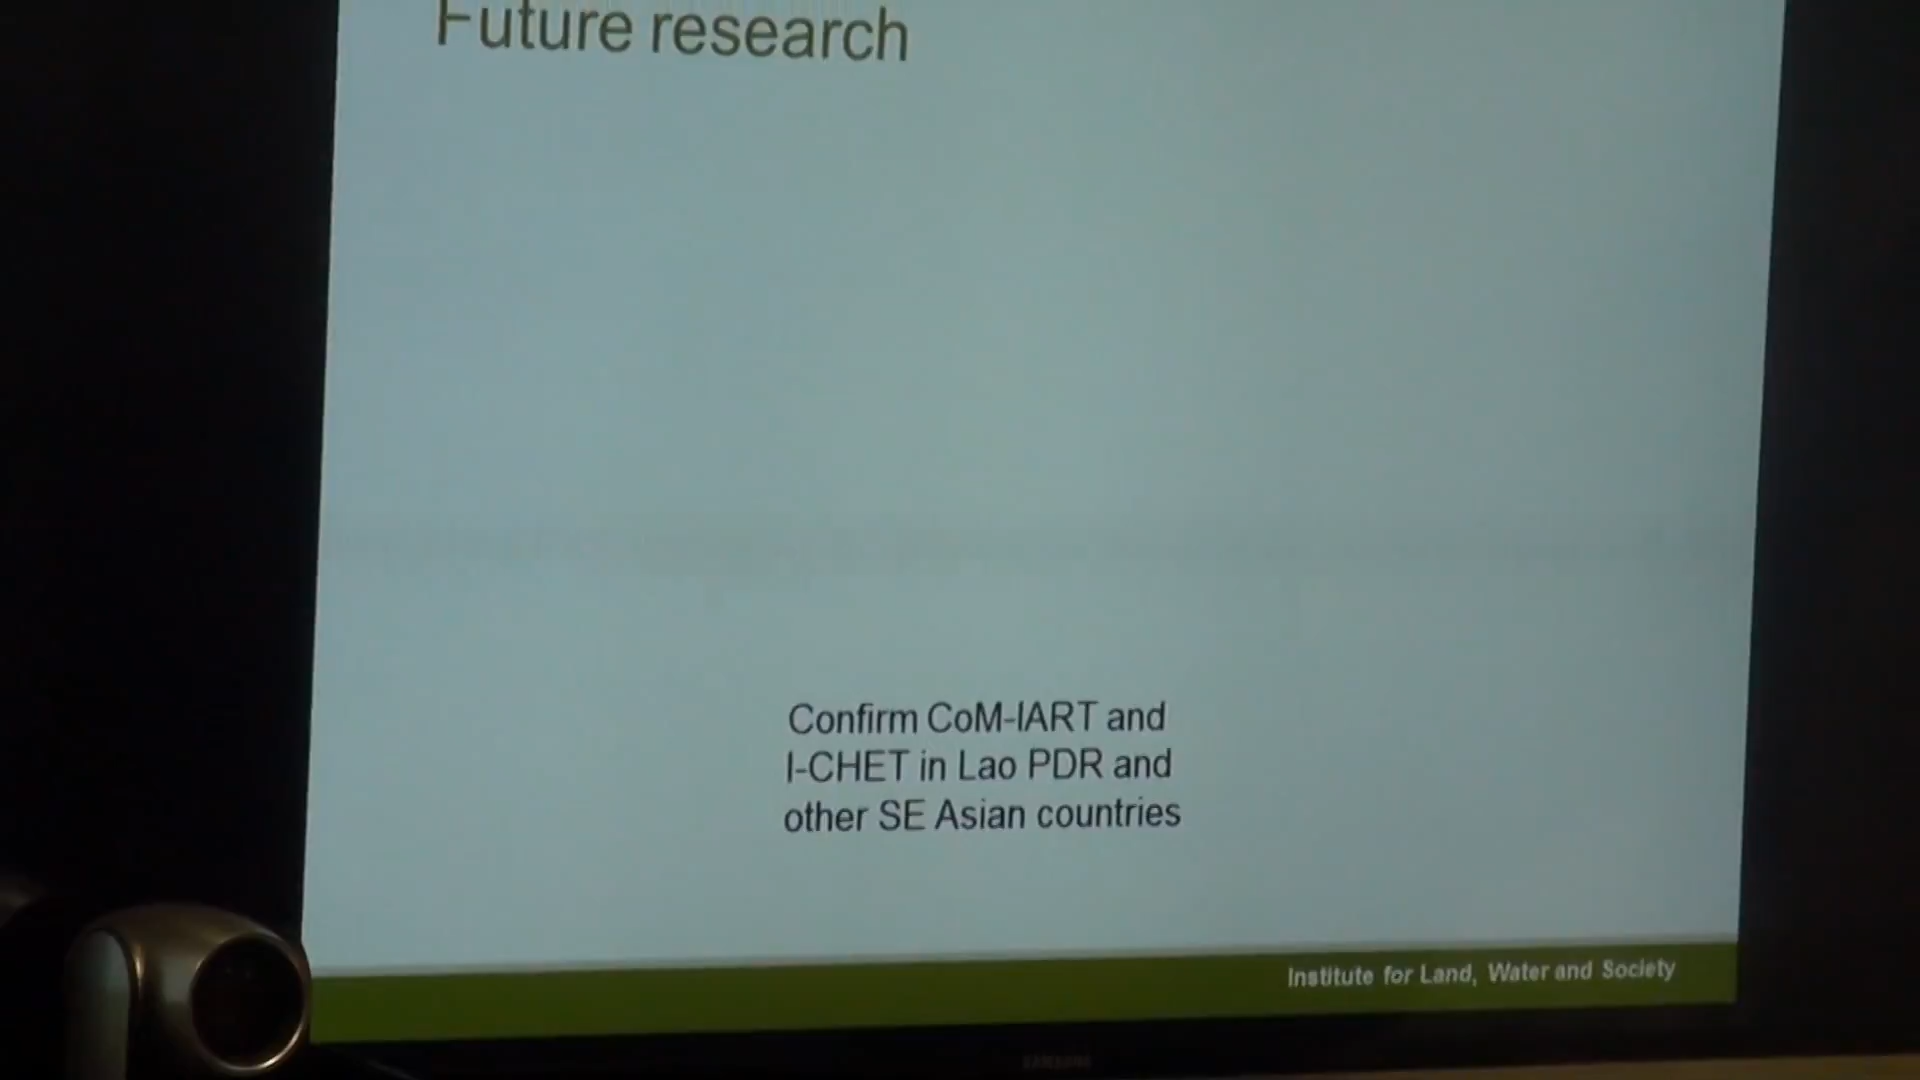 Future research
Confirm CoM-IART and
I-CHET in Lao PDR and
other SE Asian countries
Institute for Land, Water and Society
SAMSUNG